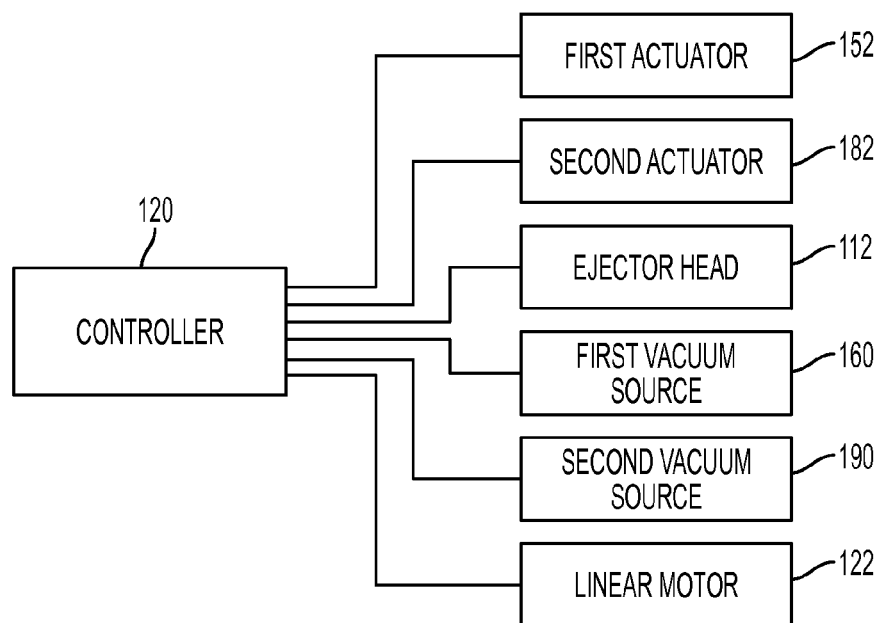 FIRST ACTUATOR
152
SECOND ACTUATOR
182
120
EJECTOR HEAD
112
CONTROLLER
FIRST VACUUM
SOURCE
160
SECOND VACUUM
SOURCE
190
LINEAR MOTOR
122